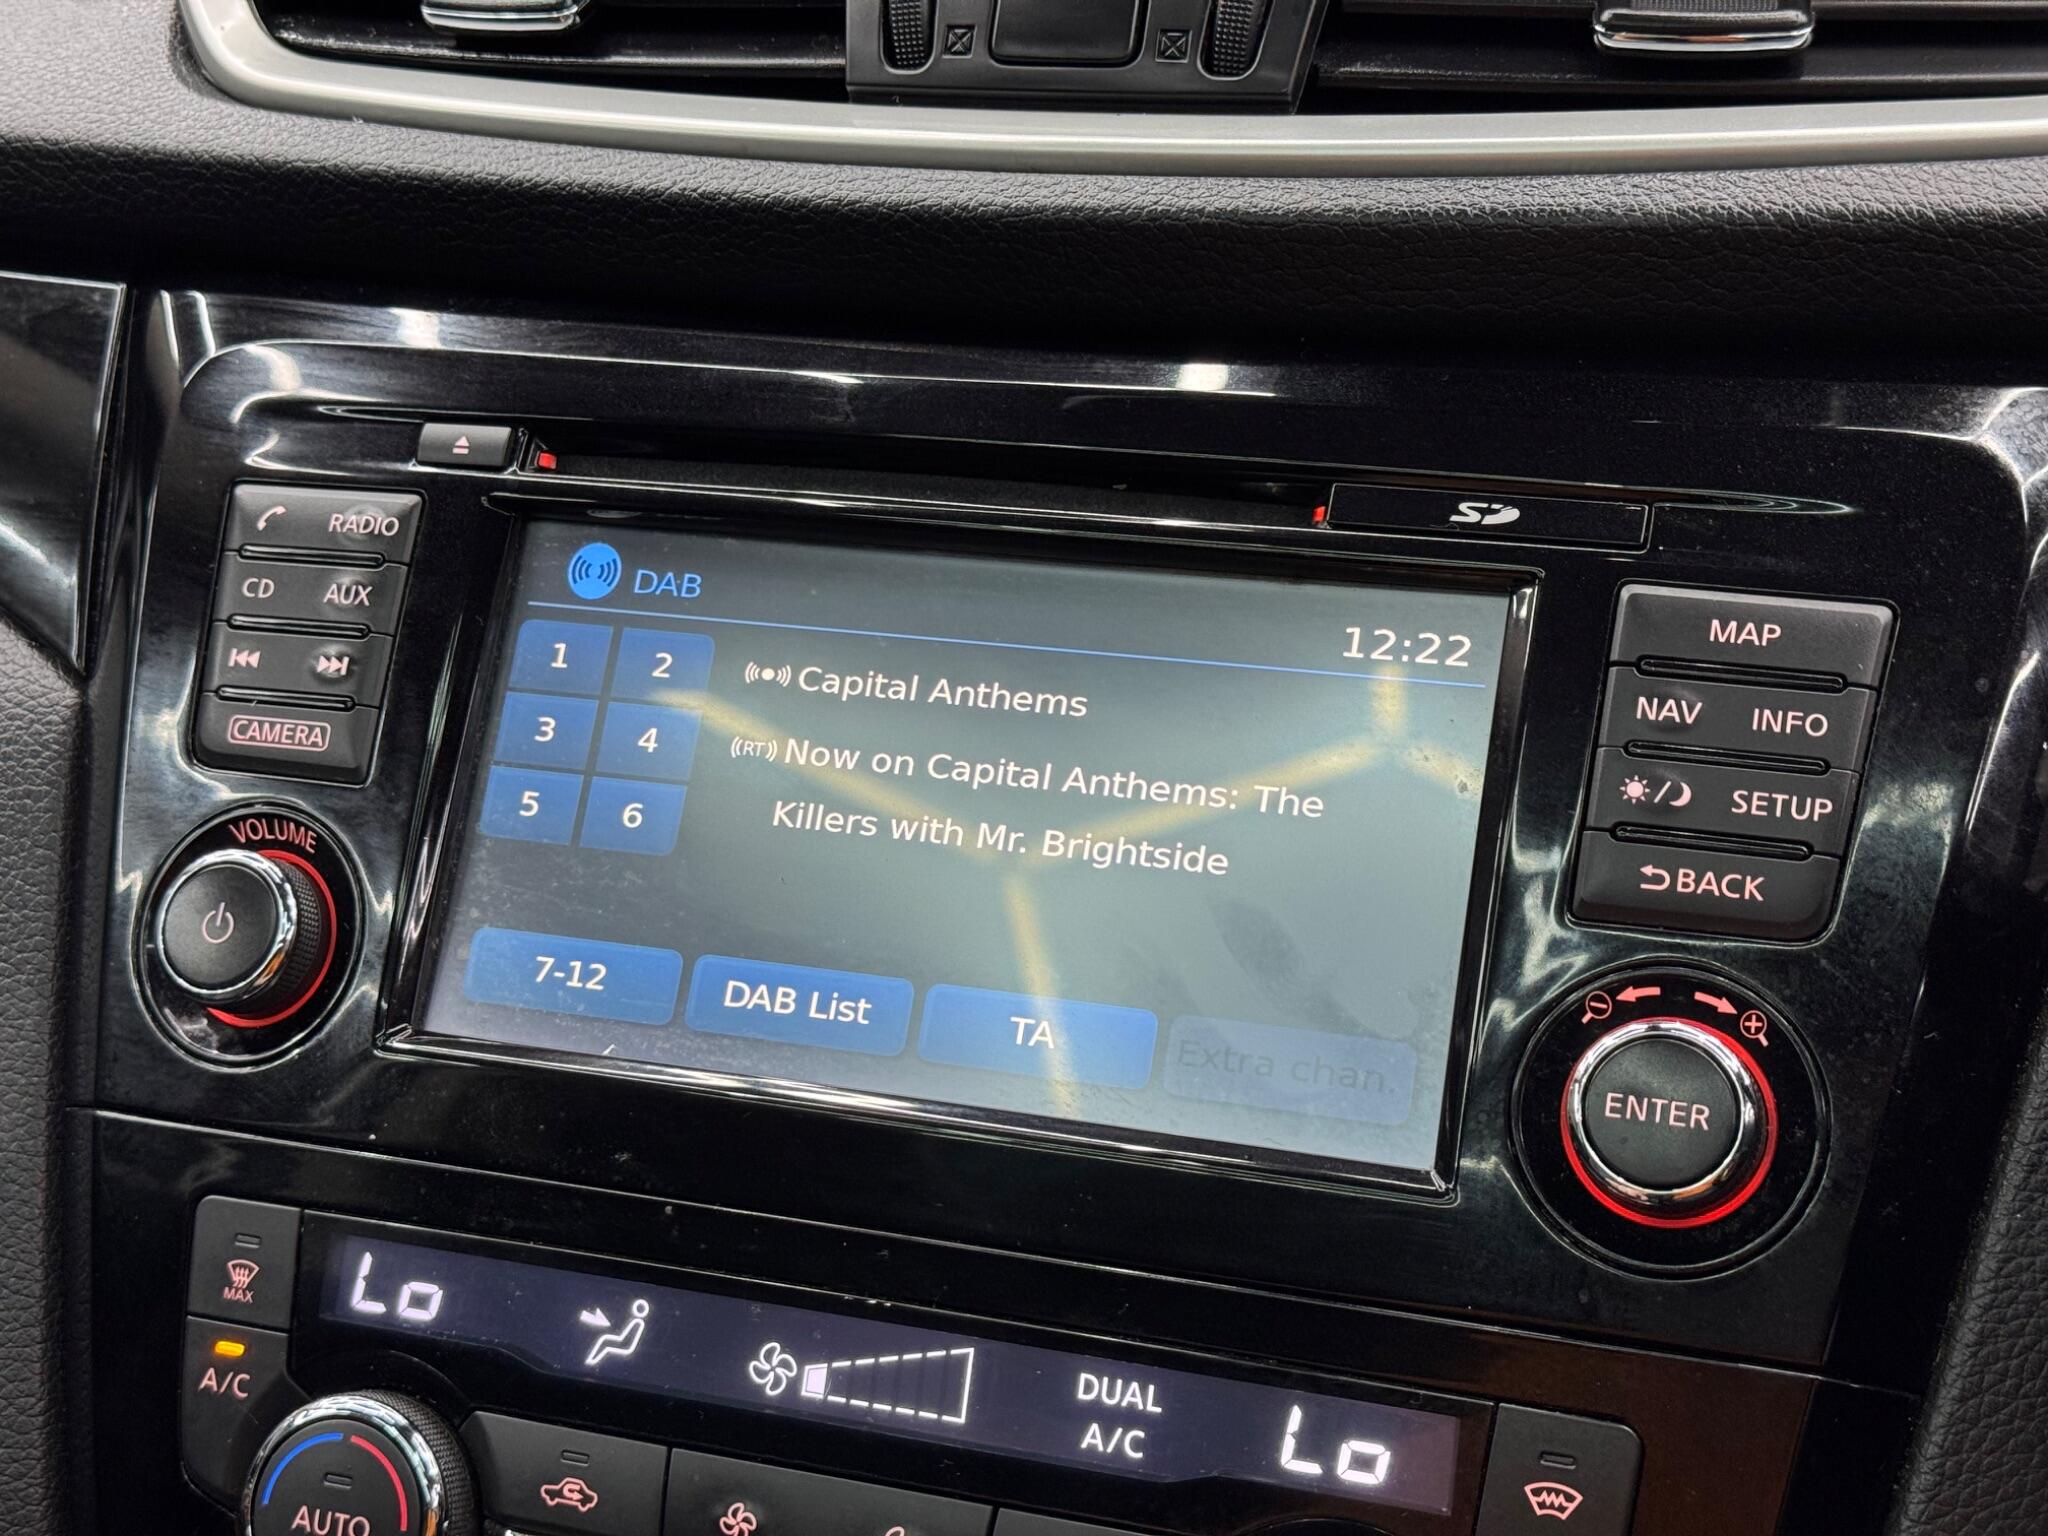 SD
RADIO
CD AUX
CAMERA
VOLUME
DAB
12:22
1 2
3 4
5 6
Capital Anthems
RT Now on Capital Anthems: The
Killers with Mr. Brightside
7-12 DAB List TA Extra chan.
MAP
NAV INFO
SETUP
BACK
ENTER
MAX
A/C
Lo
DUAL
A/C
Lo
AUTO